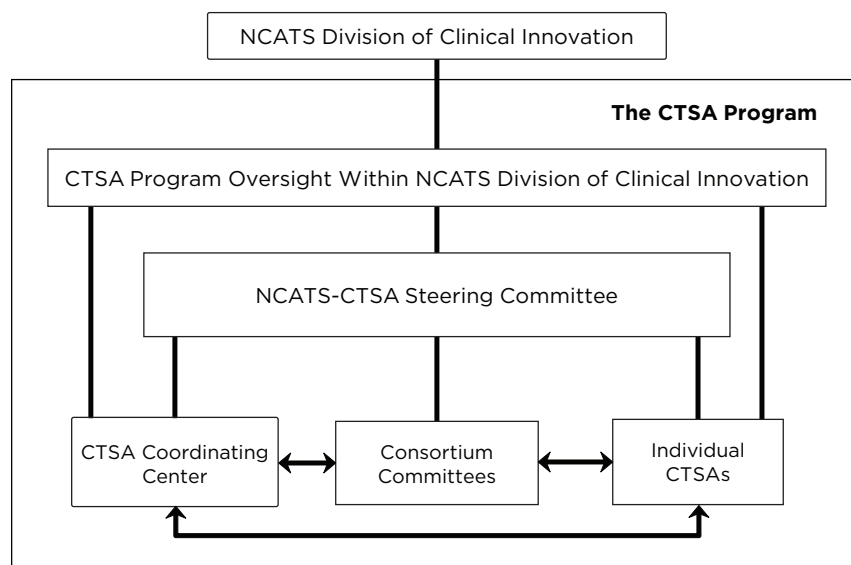 NCATS Division of Clinical Innovation
The CTSA Program
CTSA Program Oversight Within NCATS Division of Clinical Innovation
NCATS-CTSA Steering Committee
CTSA Coordinating
Center
Consortium
Committees
Individual
CTSAs